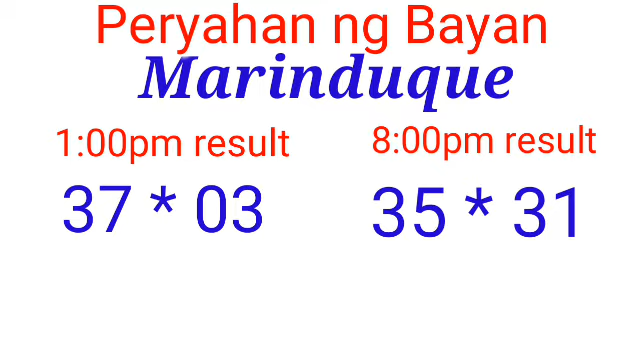 Peryahan ng Bayan
Marinduque
1:00pm result
37 * 03
8:00pm result
35 * 31